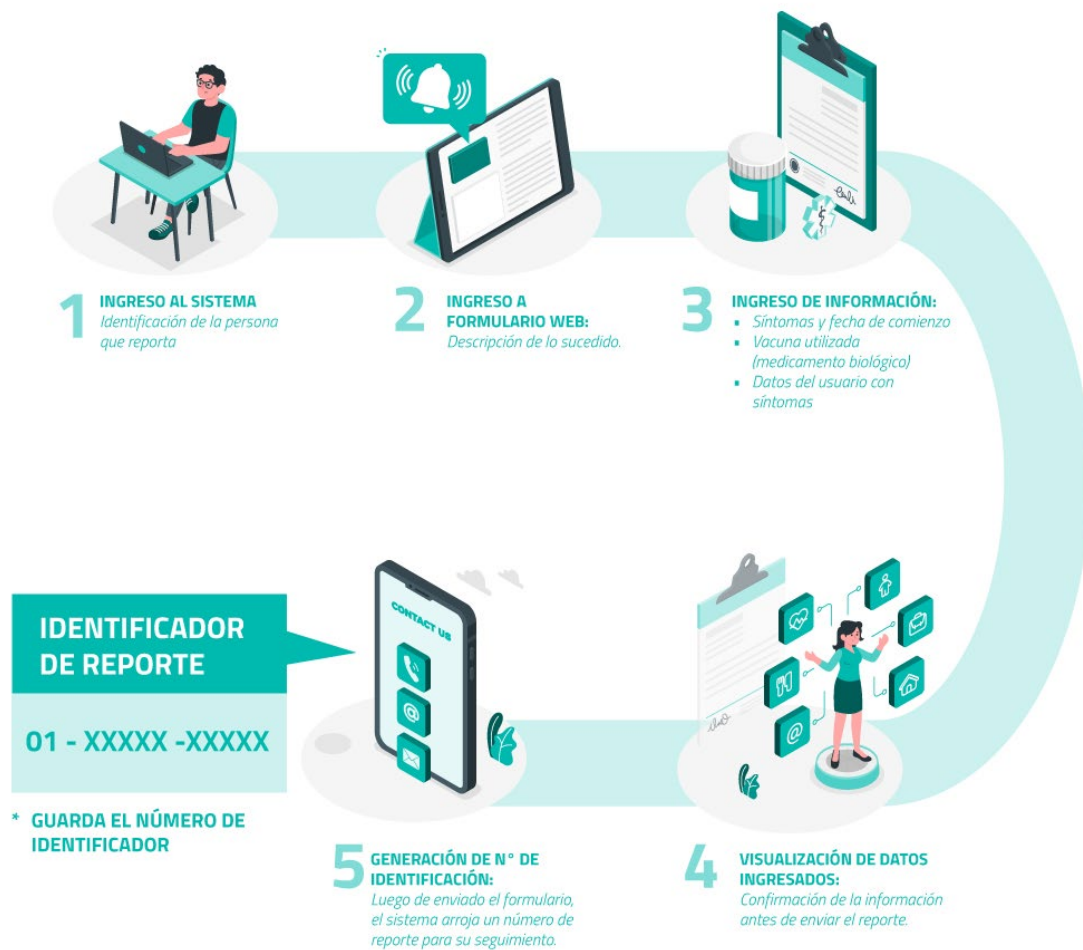 1
INGRESO AL SISTEMA
Identificación de la persona
que reporta
2
INGRESO A
FORMULARIO WEB:
Descripción de lo sucedido.
3
INGRESO DE INFORMACIÓN:
▪ Síntomas y fecha de comienzo
▪ Vacuna utilizada
(medicamento biológico)
▪ Datos del usuario con
síntomas
4
VISUALIZACIÓN DE DATOS
INGRESADOS:
Confirmación de la información
antes de enviar el reporte.
CONTACT US
5
GENERACIÓN DE N° DE
IDENTIFICACIÓN:
Luego de enviado el formulario,
el sistema arroja un número de
reporte para su seguimiento.
IDENTIFICADOR
DE REPORTE
01 - XXXXX -XXXXX
* GUARDA EL NÚMERO DE
IDENTIFICADOR